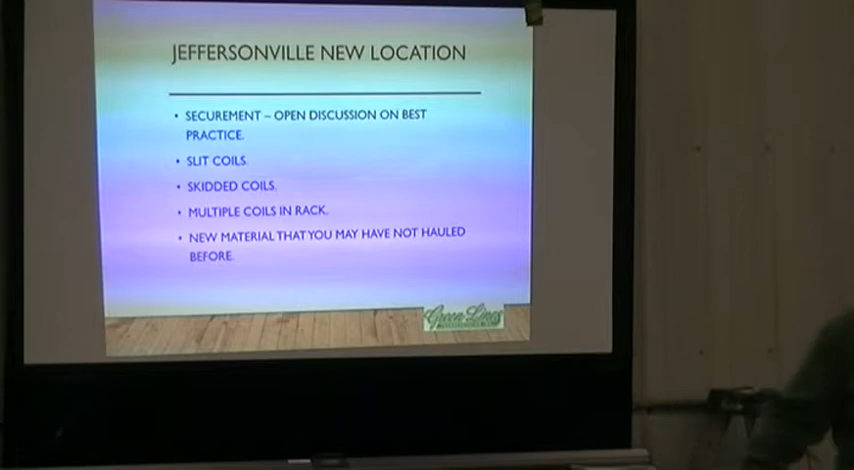 JEFFERSONVILLE NEW LOCATION
• SECUREMENT – OPEN DISCUSSION ON BEST
PRACTICE.
• SLIT COILS.
• SKIDDED COILS.
• MULTIPLE COILS IN RACK.
• NEW MATERIAL THAT YOU MAY HAVE NOT HAULED
BEFORE.
Green Lines